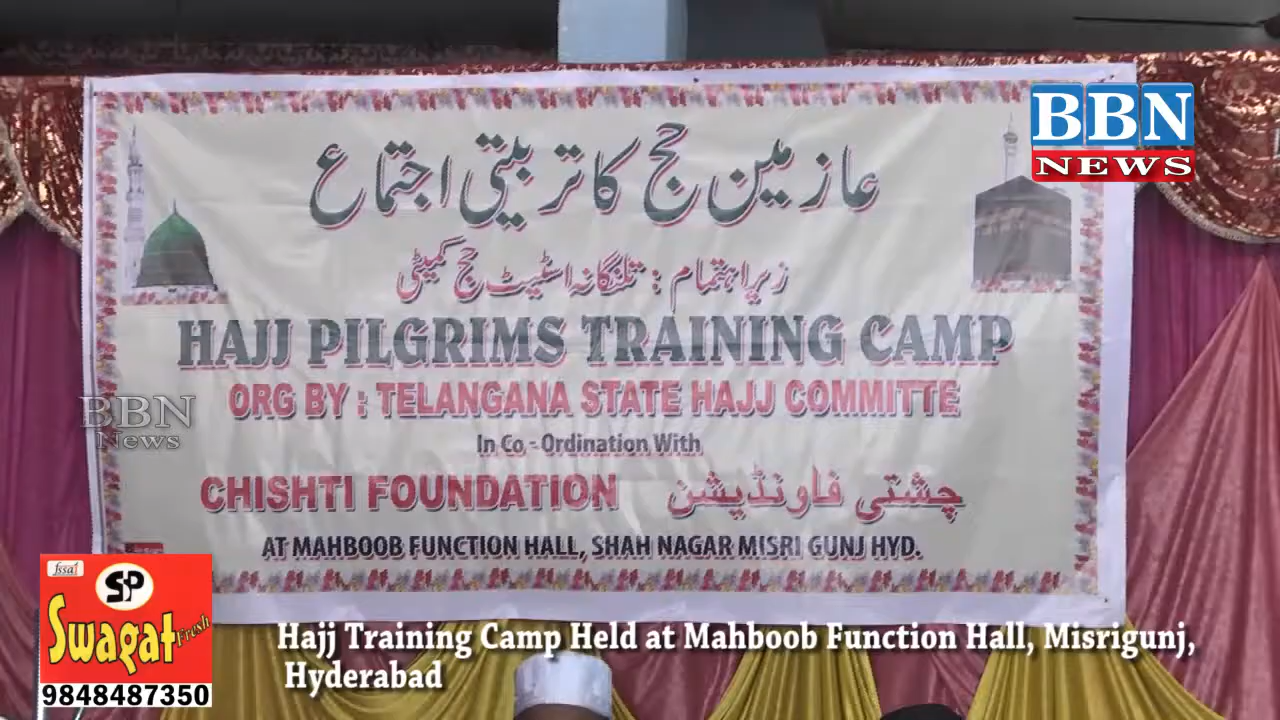 BBN
NEWS
عازمین حج کا تربیتی اجتماع
زیر اہتمام : تلنگانہ اسٹیٹ حج کمیٹی
HAJJ PILGRIMS TRAINING CAMP
ORG BY : TELANGANA STATE HAJJ COMMITTE
In Co - Ordination With
CHISHTI FOUNDATION چشتی فاونڈیشن
AT MAHBOOB FUNCTION HALL, SHAH NAGAR MISRI GUNJ HYD.
BBN
News
fssai
SP
Swagat Fresh
9848487350
Hajj Training Camp Held at Mahboob Function Hall, Misrigunj,
Hyderabad